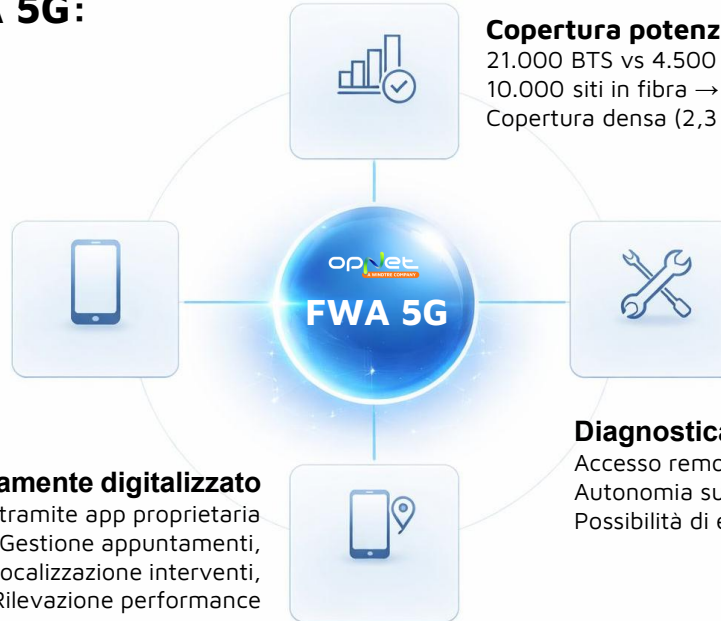 A 5G:
Copertura potenz
21.000 BTS vs 4.500
10.000 siti in fibra →
Copertura densa (2,3
opNet
A WINDTRE COMPANY
FWA 5G
Diagnostica
Accesso remo
Autonomia su
Possibilità di e
amente digitalizzato
tramite app proprietaria
Gestione appuntamenti,
ocalizzazione interventi,
Rilevazione performance